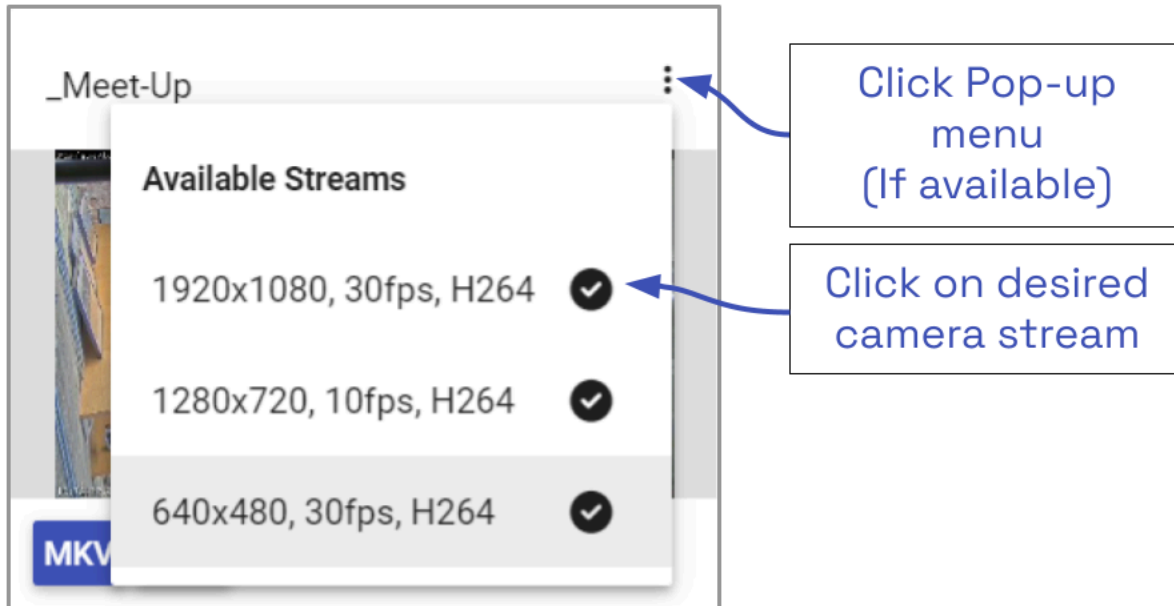 _Meet-Up
Available Streams
1920x1080, 30fps, H264
1280x720, 10fps, H264
640x480, 30fps, H264
MKV
Click Pop-up
menu
(If available)
Click on desired
camera stream